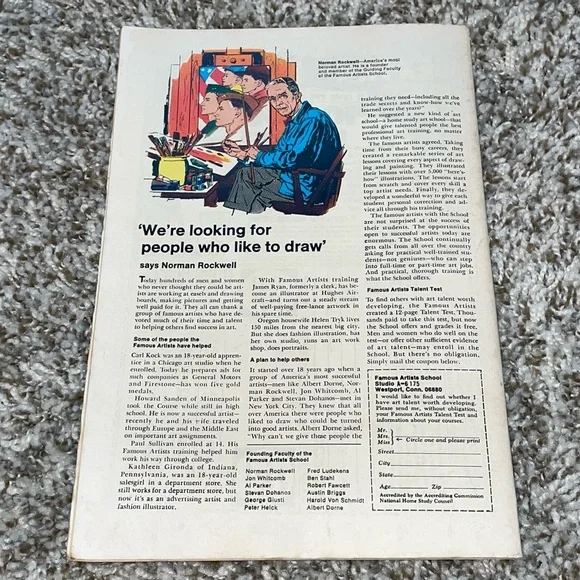 Norman Rockwell—America's most
beloved artist. He is a founder
and member of the Guiding Faculty
of the Famous Artists School.
'We're looking for
people who like to draw'
says Norman Rockwell
Today hundreds of men and women
who never thought they could be art-
ists are working at easels and drawing
boards, making pictures and getting
well paid for it. They all can thank a
group of famous artists who have de-
voted much of their time and talent
to helping others find success in art.
Some of the people the
Famous Artists have helped
Carl Kock was an 18-year-old appren-
tice in a Chicago art studio when he
enrolled. Today he prepares ads for
such companies as General Motors
and Firestone—has won five gold
medals.
Howard Sanden of Minneapolis
took the Course while still in high
school. He is now a successful artist—
recently he and his wife traveled
through Europe and the Middle East
on important art assignments.
Paul Sullivan enrolled at 14. His
Famous Artists training helped him
work his way through college.
Kathleen Gironda of Indiana,
Pennsylvania, was an 18-year-old
salesgirl in a department store. She
still works for a department store, but
now it's as an advertising artist and
fashion illustrator.
With Famous Artists training
James Ryan, formerly a clerk, has be-
come an illustrator at Hughes Air-
craft—and turns out a steady stream
of well-paying free-lance artwork in
his spare time.
Oregon housewife Helen Tryk lives
150 miles from the nearest big city.
But she does fashion illustration, has
her own studio, runs an art work
shop, does portraits.
A plan to help others
It started over 18 years ago when a
group of America's most successful
artists—men like Albert Dorne, Nor-
man Rockwell, Jon Whitcomb, Al
Parker and Stevan Dohanos—met in
New York City. They knew that all
over America there were people who
liked to draw who could be turned
into good artists. Albert Dorne asked,
"Why can't we give those people the
Founding Faculty of the
Famous Artists School
Norman Rockwell
Jon Whitcomb
Al Parker
Stevan Dohanos
George Giusti
Peter Helck
Fred Ludekens
Ben Stahl
Robert Fawcett
Austin Briggs
Harold Von Schmidt
Albert Dorne
training they need—including all the
trade secrets and know-how we've
learned over the years?"
He suggested a new kind of art
school—a home study art school—that
would give talented people the best
professional art training, no matter
where they live.
The famous artists agreed. Taking
time from their busy careers, they
created a remarkable series of art
lessons covering every aspect of draw-
ing and painting. They illustrated
their lessons with over 5,000 "here's-
how" illustrations. The lessons start
from scratch and cover every skill a
top artist needs. Finally, they de-
veloped a wonderful way to give each
student personal correction and ad-
vice all through his training.
The famous artists with the School
are not surprised at the success of
their students. The opportunities
open to successful artists today are
enormous. The School continually
gets calls from all over the country
asking for practical well-trained stu-
dents—not geniuses—who can step
into full-time or part-time art jobs.
And practical, thorough training is
what the School offers.
Famous Artists Talent Test
To find others with art talent worth
developing, the Famous Artists
created a 12-page Talent Test. Thou-
sands paid to take this test, but now
the School offers and grades it free.
Men and women who do well on the
test—or offer other sufficient evidence
of art talent—may enroll in the
School. But there's no obligation.
Simply mail the coupon below.
Famous Artists School
Studio A-6175
Westport, Conn. 06880
I would like to find out whether I
have art talent worth developing.
Please send me, without obligation,
your Famous Artists Talent Test and
information about your courses.
Mr.
Mrs.
Miss
Circle one and please print
Street
City
State
Age Zip
Accredited by the Accrediting Commission
National Home Study Council